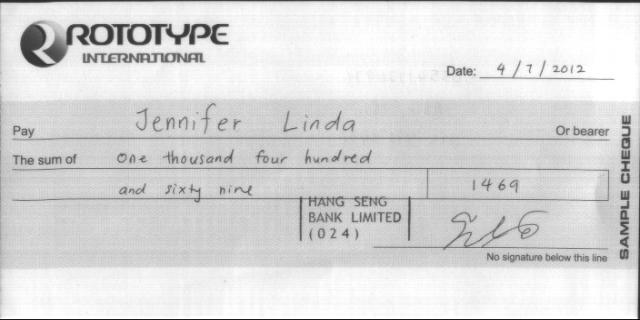 ROTOTYPE
INTERNATIONAL
Date: 4/7/2012
Pay Jennifer Linda Or bearer
The sum of one thousand four hundred
and sixty nine 1469
HANG SENG
BANK LIMITED
(024)
No signature below this line
SAMPLE CHEQUE